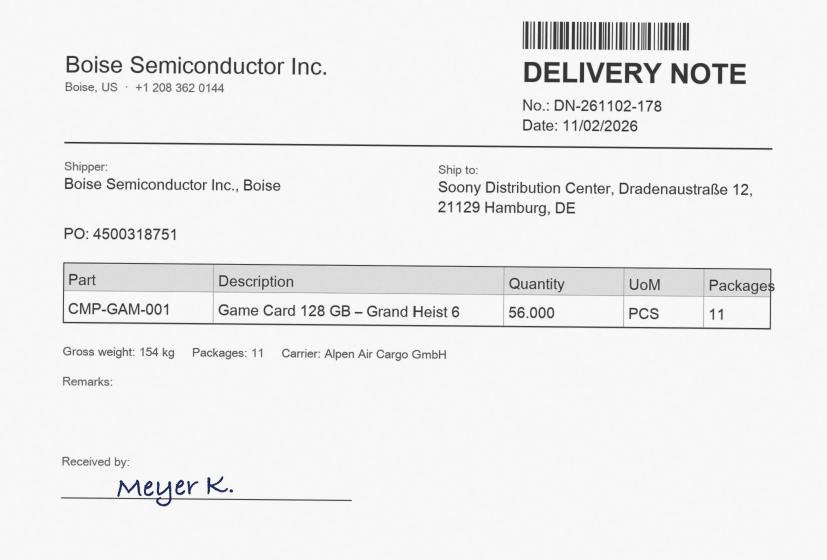 Boise Semiconductor Inc.
Boise, US · +1 208 362 0144
DELIVERY NOTE
No.: DN-261102-178
Date: 11/02/2026
Shipper:
Boise Semiconductor Inc., Boise
Ship to:
Soony Distribution Center, Dradenaustraße 12,
21129 Hamburg, DE
PO: 4500318751
Part Description Quantity UoM Packages
CMP-GAM-001 Game Card 128 GB – Grand Heist 6 56.000 PCS 11
Gross weight: 154 kg Packages: 11 Carrier: Alpen Air Cargo GmbH
Remarks:
Received by:
Meyer K.